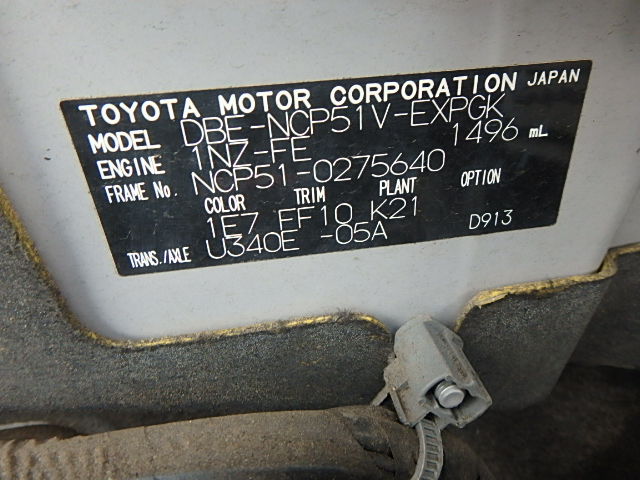 TOYOTA MOTOR CORPORATION JAPAN
MODEL DBE-NCP51V-EXPGK
ENGINE 1NZ-FE 1496 mL
FRAME No. NCP51-0275640
COLOR TRIM PLANT OPTION
1E7 EF10 K21
TRANS./AXLE U340E -05A D913